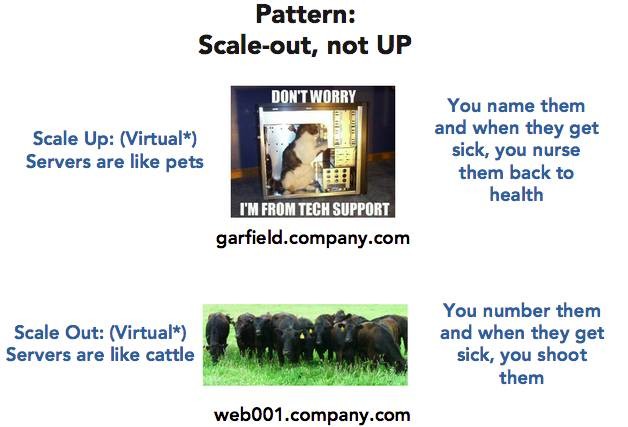 Pattern:
Scale-out, not UP
Scale Up: (Virtual*)
Servers are like pets
DON'T WORRY
I'M FROM TECH SUPPORT
garfield.company.com
You name them
and when they get
sick, you nurse
them back to
health
Scale Out: (Virtual*)
Servers are like cattle
web001.company.com
You number them
and when they get
sick, you shoot
them